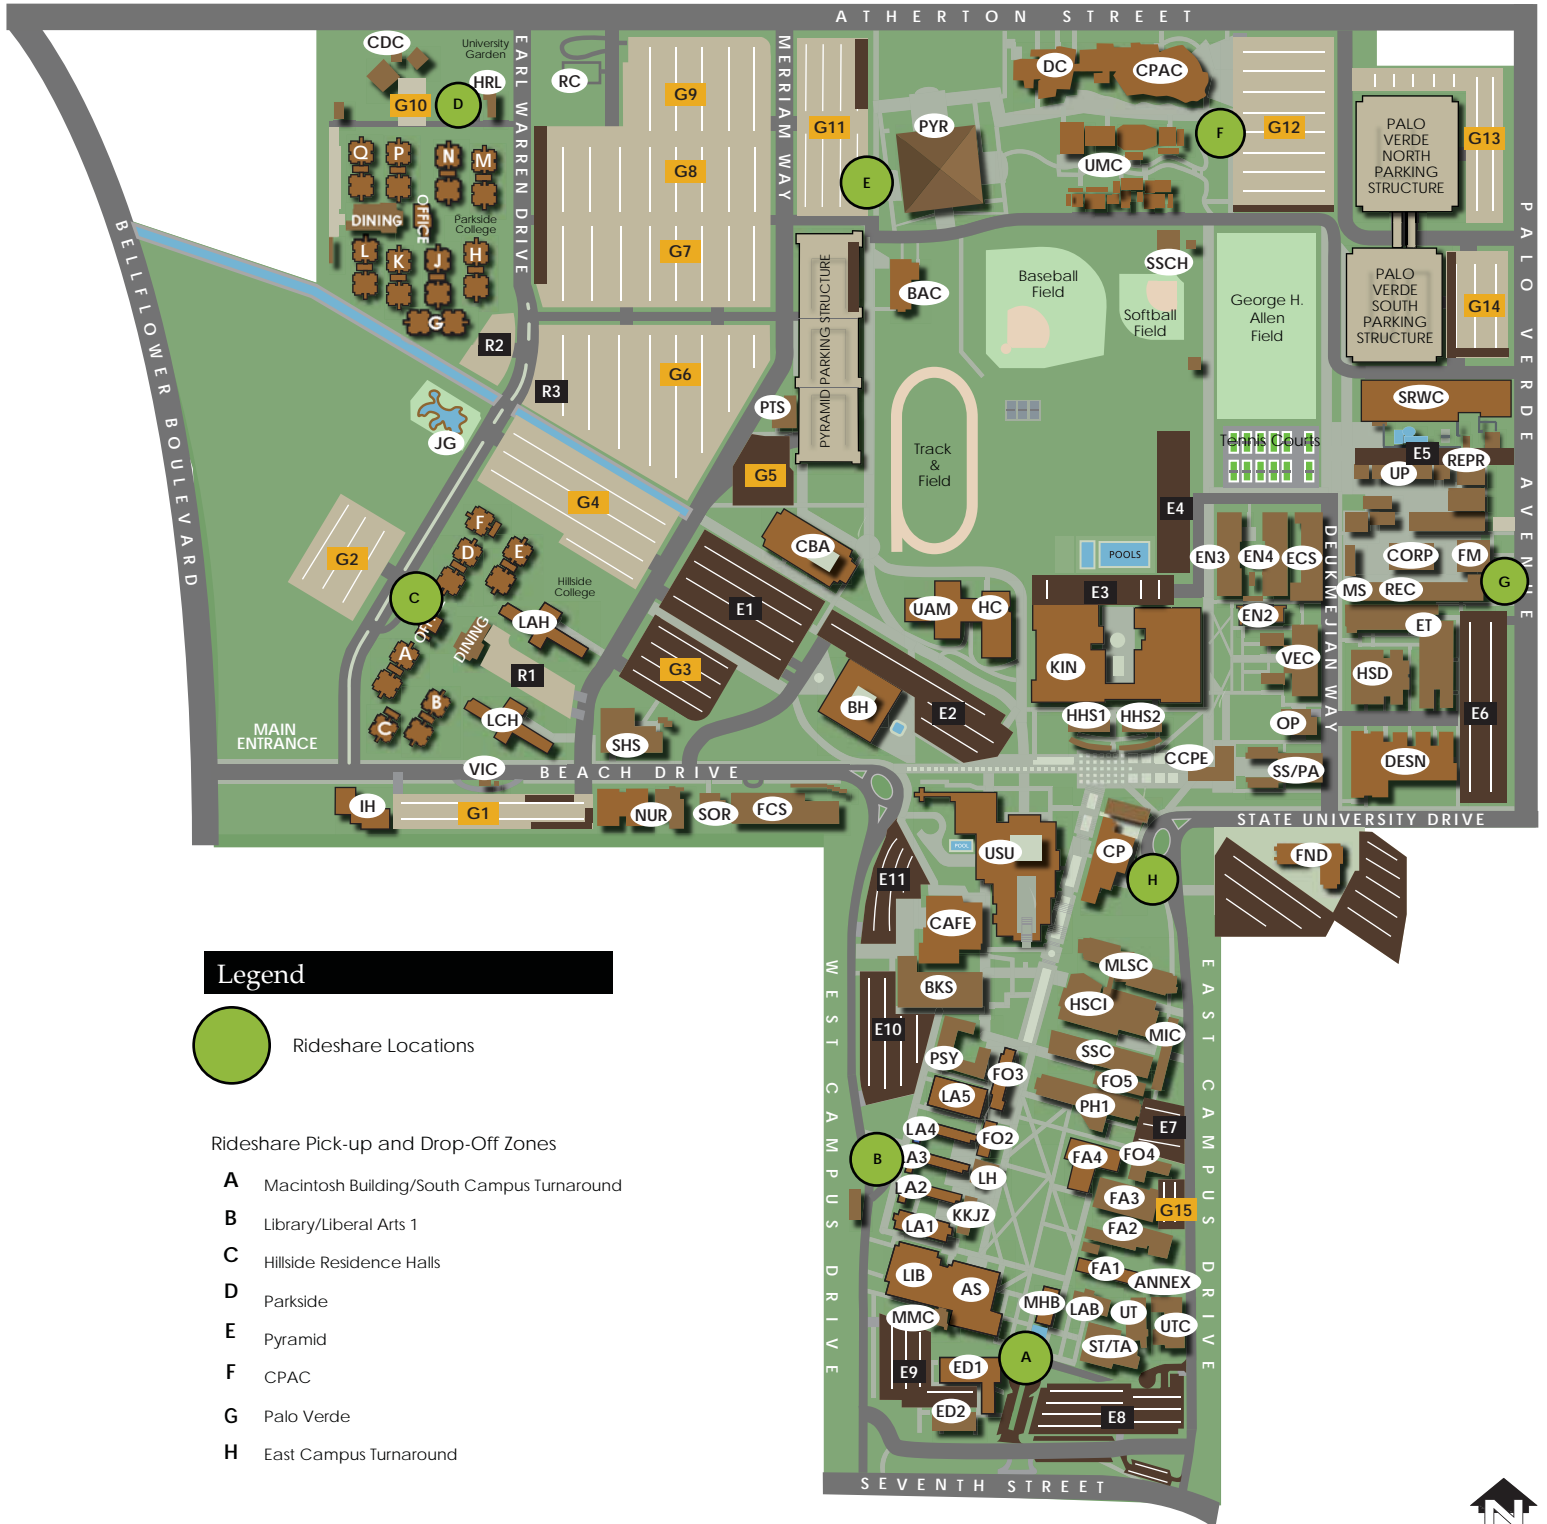 ATHERTON STREET
CDC
University
Garden
HRL
G10
D
EARL WARREN DRIVE
RC
G9
G8
G7
MERRIAM WAY
G11
E
PYR
DC
CPAC
UMC
F
G12
PALO
VERDE
NORTH
PARKING
STRUCTURE
G13
Q
P
N
M
DINING
OFFICE
Parkside
College
L
K
J
H
G
R2
BELLFLOWER BOULEVARD
PALO VERDE AVENUE
PYRAMID PARKING STRUCTURE
BAC
Baseball
Field
SSCH
Softball
Field
George H.
Allen
Field
PALO
VERDE
SOUTH
PARKING
STRUCTURE
G14
R3
G6
JG
PTS
G5
G4
Track
&
Field
SRWC
Tennis Courts
E5
UP
REPR
E4
F
D
E
G2
C
Hillside
College
CBA
E1
UAM
HC
POOLS
E3
EN3
EN4
ECS
DEUKMEJIAN WAY
CORP
FM
MS
REC
G
EN2
ET
LAH
DINING
A
G3
R1
KIN
VEC
HSD
B
C
LCH
SHS
BH
E2
HHS1
HHS2
OP
E6
MAIN
ENTRANCE
VIC
BEACH DRIVE
CCPE
SS/PA
DESN
IH
G1
NUR
SOR
FCS
STATE UNIVERSITY DRIVE
POOL
USU
CP
H
FND
E11
CAFE
BKS
E10
MLSC
HSCI
MIC
WEST CAMPUS DRIVE
EAST CAMPUS DRIVE
PSY
FO3
SSC
LA5
FO5
PH1
LA4
FO2
E7
B
LH
FA4
FO4
LA2
FA3
G15
KKJZ
LA1
FA2
LIB
AS
FA1
ANNEX
MHB
LAB
UT
UTC
MMC
A
ST/TA
E9
ED1
ED2
E8
SEVENTH STREET
Legend
Rideshare Locations
Rideshare Pick-up and Drop-Off Zones
A Macintosh Building/South Campus Turnaround
B Library/Liberal Arts 1
C Hillside Residence Halls
D Parkside
E Pyramid
F CPAC
G Palo Verde
H East Campus Turnaround
N